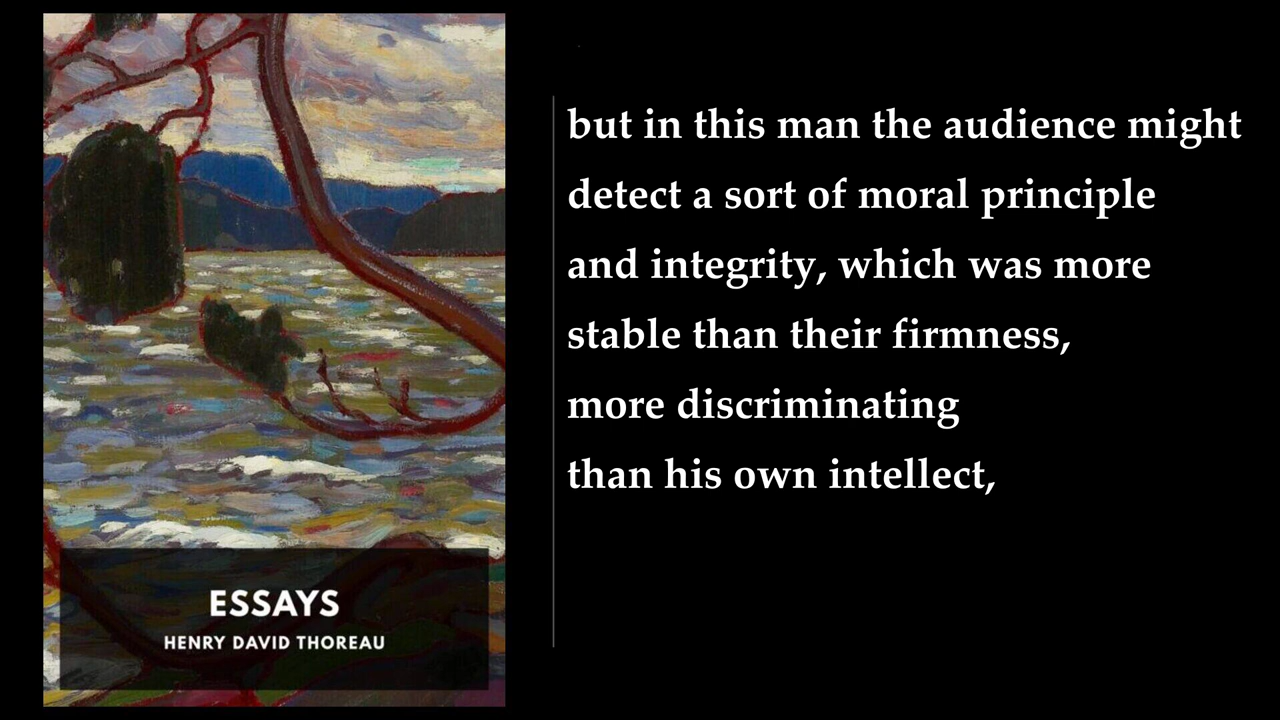 ESSAYS
HENRY DAVID THOREAU
but in this man the audience might
detect a sort of moral principle
and integrity, which was more
stable than their firmness,
more discriminating
than his own intellect,